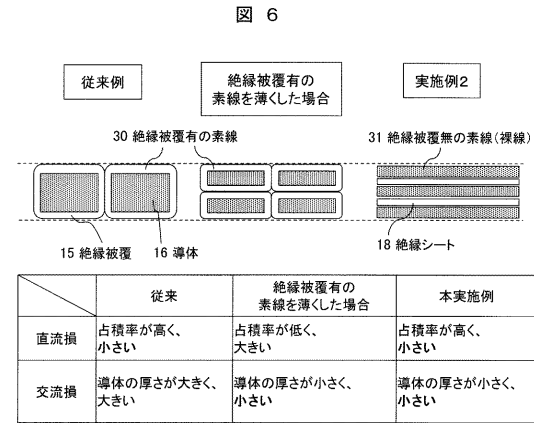 図 6
従来例
絶縁被覆有の
素線を薄くした場合
実施例2
30 絶縁被覆有の素線
31 絶縁被覆無の素線(裸線)
15 絶縁被覆
16 導体
18 絶縁シート
従来
絶縁被覆有の
素線を薄くした場合
本実施例
直流損
占積率が高く、
小さい
占積率が低く、
大きい
占積率が高く、
小さい
交流損
導体の厚さが大きく、
大きい
導体の厚さが小さく、
小さい
導体の厚さが小さく、
小さい